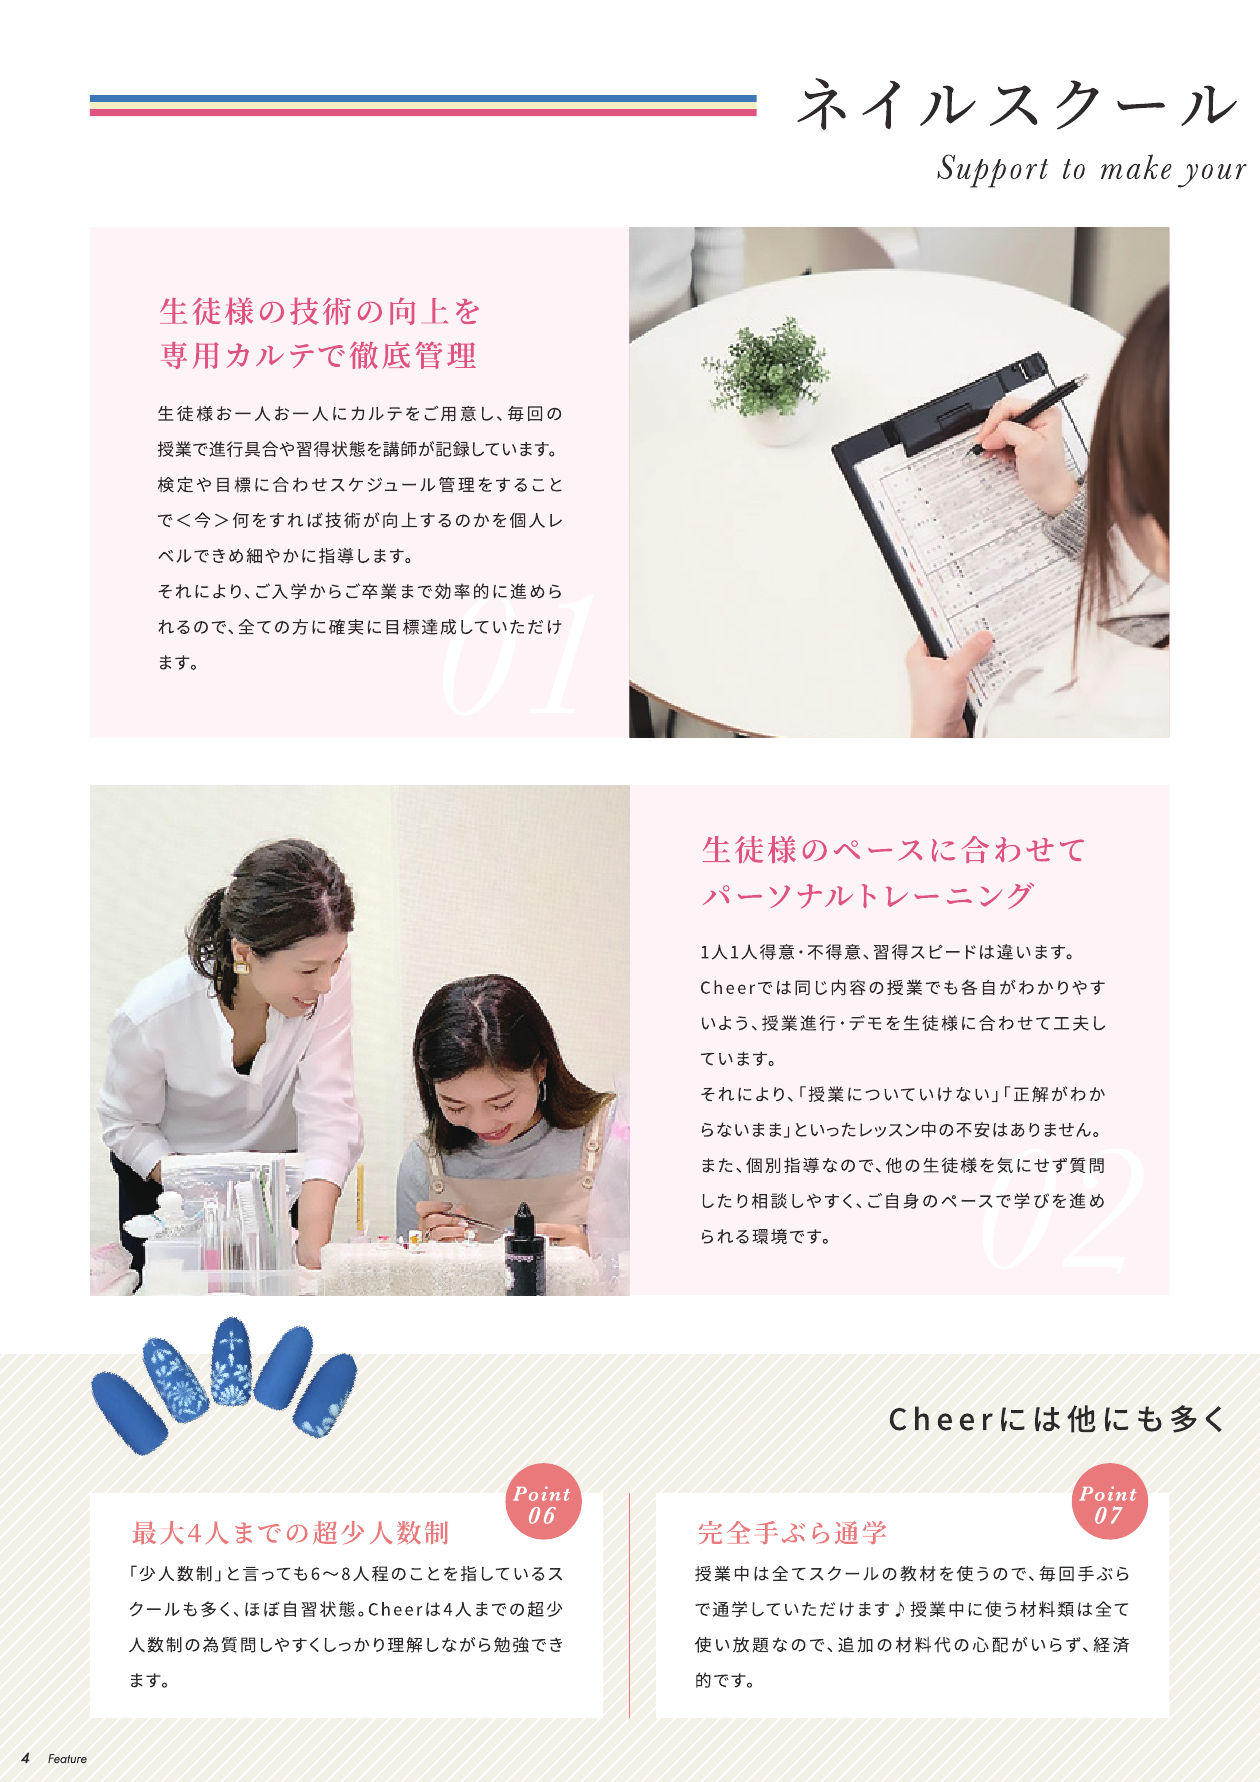 ネイルスクール
Support to make your
生徒様の技術の向上を
専用カルテで徹底管理
生徒様お一人お一人にカルテをご用意し、毎回の
授業で進行具合や習得状態を講師が記録しています。
検定や目標に合わせスケジュール管理をすること
で＜今＞何をすれば技術が向上するのかを個人レ
ベルできめ細やかに指導します。
それにより、ご入学からご卒業まで効率的に進めら
れるので、全ての方に確実に目標達成していただけ
ます。
01
生徒様のペースに合わせて
パーソナルトレーニング
1人1人得意・不得意、習得スピードは違います。
Cheerでは同じ内容の授業でも各自がわかりやす
いよう、授業進行・デモを生徒様に合わせて工夫し
ています。
それにより、「授業についていけない」「正解がわか
らないまま」といったレッスン中の不安はありません。
また、個別指導なので、他の生徒様を気にせず質問
したり相談しやすく、ご自身のペースで学びを進め
られる環境です。
02
Cheerには他にも多く
Point
06
最大4人までの超少人数制
「少人数制」と言っても6〜8人程のことを指しているス
クールも多く、ほぼ自習状態。Cheerは4人までの超少
人数制の為質問しやすくしっかり理解しながら勉強でき
ます。
Point
07
完全手ぶら通学
授業中は全てスクールの教材を使うので、毎回手ぶら
で通学していただけます♪授業中に使う材料類は全て
使い放題なので、追加の材料代の心配がいらず、経済
的です。
4 Feature